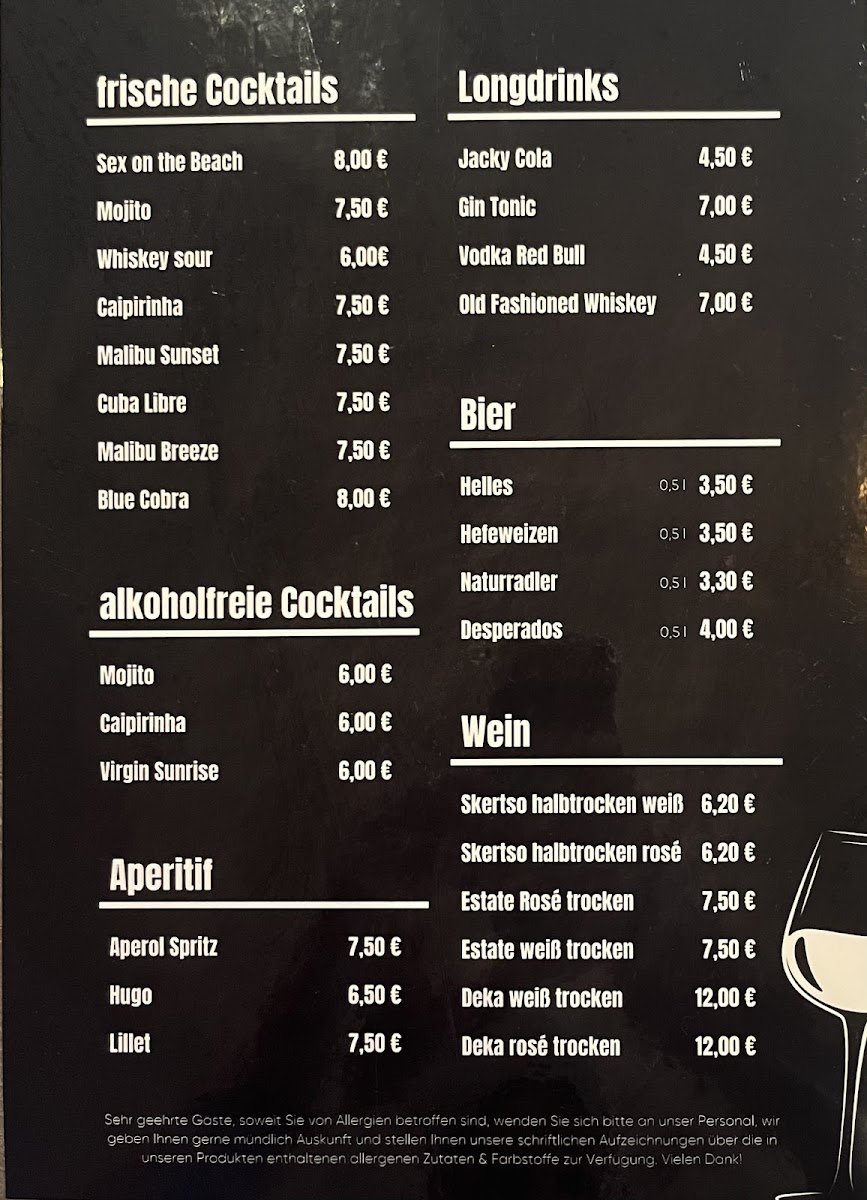 frische Cocktails
Sex on the Beach 8,00 €
Mojito 7,50 €
Whiskey sour 6,00€
Caipirinha 7,50 €
Malibu Sunset 7,50 €
Cuba Libre 7,50 €
Malibu Breeze 7,50 €
Blue Cobra 8,00 €
alkoholfreie Cocktails
Mojito 6,00 €
Caipirinha 6,00 €
Virgin Sunrise 6,00 €
Aperitif
Aperol Spritz 7,50 €
Hugo 6,50 €
Lillet 7,50 €
Longdrinks
Jacky Cola 4,50 €
Gin Tonic 7,00 €
Vodka Red Bull 4,50 €
Old Fashioned Whiskey 7,00 €
Bier
Helles 0,5 l 3,50 €
Hefeweizen 0,5 l 3,50 €
Naturradler 0,5 l 3,30 €
Desperados 0,5 l 4,00 €
Wein
Skertso halbtrocken weiß 6,20 €
Skertso halbtrocken rosé 6,20 €
Estate Rosé trocken 7,50 €
Estate weiß trocken 7,50 €
Deka weiß trocken 12,00 €
Deka rosé trocken 12,00 €
Sehr geehrte Gäste, soweit Sie von Allergien betroffen sind, wenden Sie sich bitte an unser Personal, wir
geben Ihnen gerne mündlich Auskunft und stellen Ihnen unsere schriftlichen Aufzeichnungen über die in
unseren Produkten enthaltenen allergenen Zutaten & Farbstoffe zur Verfügung. Vielen Dank!